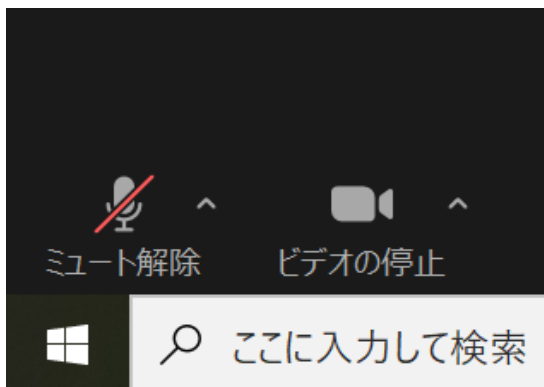 ミュート解除
ビデオの停止
ここに入力して検索